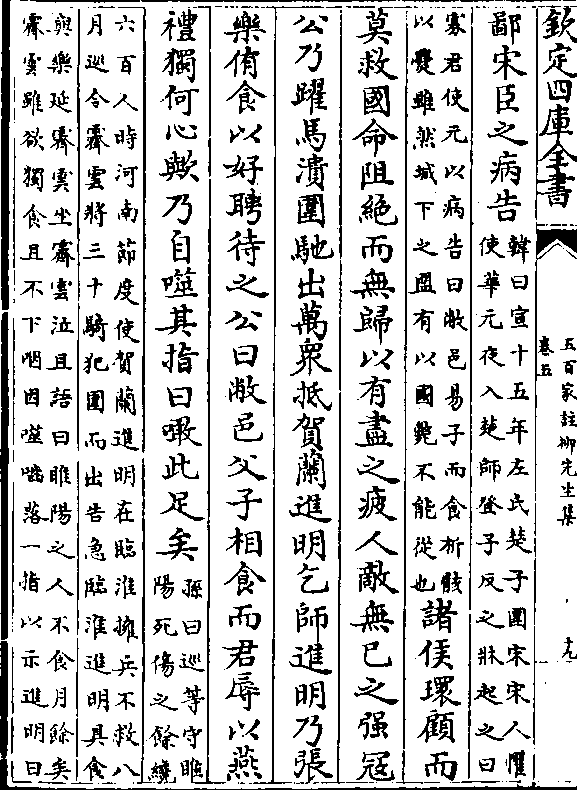 欽定四庫全書
五百家註柳先生集
卷五
十九
鄙宋臣之病告
韓曰宣十五年左氏楚子圍宋宋人懼
使華元夜入楚師登子反之牀起之曰
寡君使元以病告曰敝邑易子而食析骸
以㸑雖然城下之盟有以國斃不能從也
諸侯環顧而
莫救國命阻絶而無歸以有盡之疲人敵無已之强寇
公乃躍馬潰圍馳出萬衆抵賀蘭進明乞師進明乃張
樂侑食以好聘待之公曰敝邑父子相食而君辱以燕
禮獨何心歟乃自噬其指曰噉此足矣
孫曰巡等守睢
陽死傷之餘纔
六百人時河南節度使賀蘭進明在臨淮擁兵不救八
月巡令霽雲將三十騎犯圍而出告急臨淮進明具食
與樂延霽雲坐霽雲泣且語曰睢陽之人不食月餘矣
霽雲雖欲獨食且不下咽因噬囓落一指以示進明曰